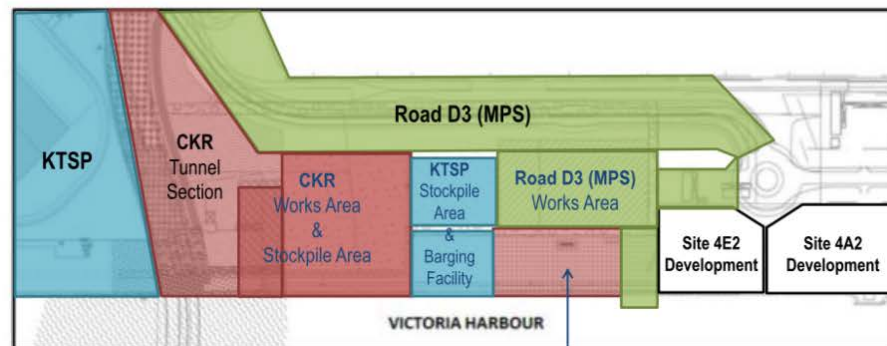 Road D3 (MPS)
KTSP
CKR
Tunnel
Section
CKR
Works Area
&
Stockpile Area
KTSP
Stockpile
Area
&
Barging
Facility
Road D3 (MPS)
Works Area
Site 4E2
Development
Site 4A2
Development
VICTORIA HARBOUR